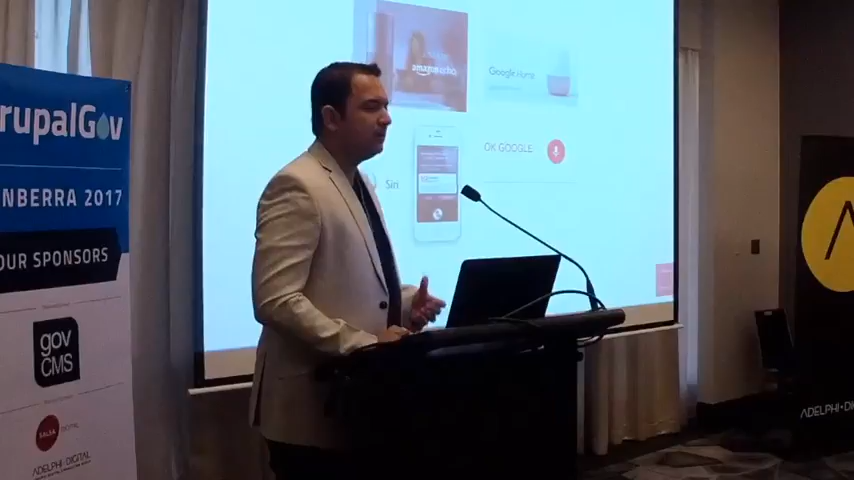 rupalGov
NBERRA 2017
OUR SPONSORS
gov
CMS
SALSA DIGITAL
ADELPHI DIGITAL
amazon echo
Google Home
OK GOOGLE
Siri
ADELPHI DI